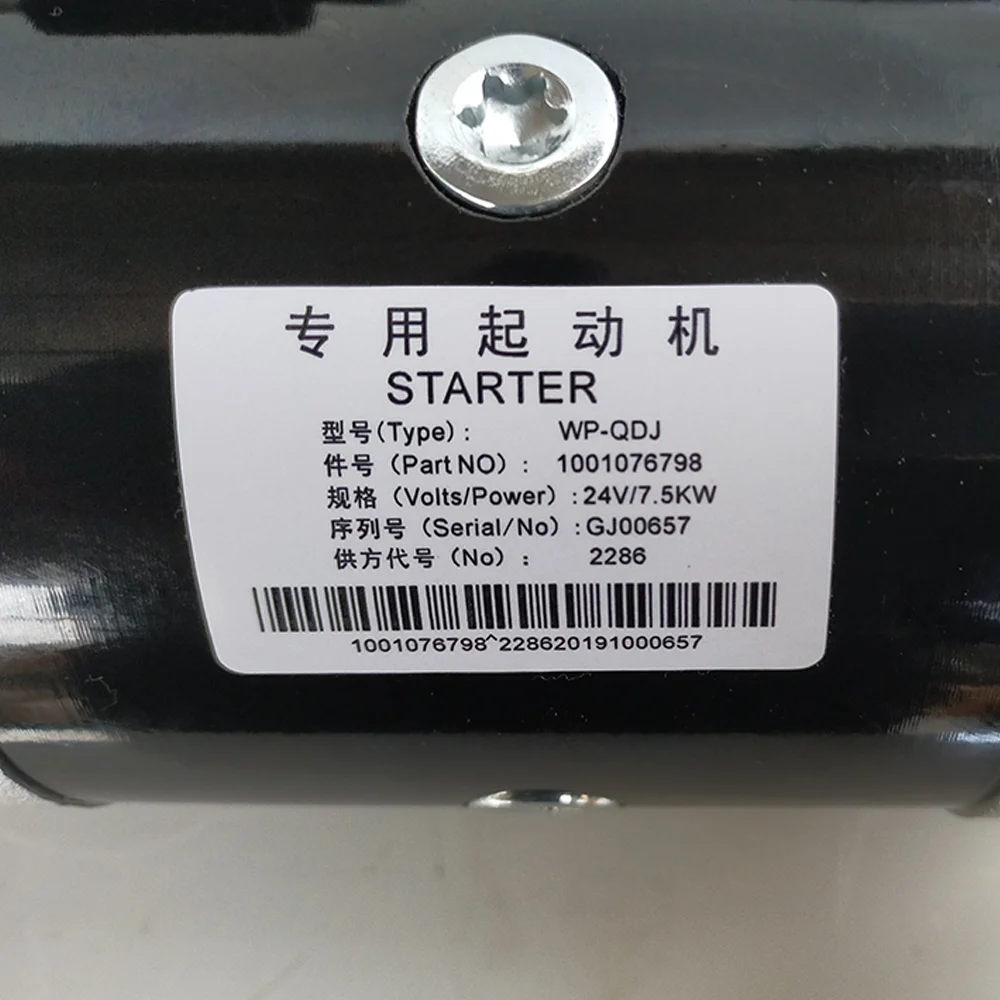 专用起动机
STARTER
型号(Type): WP-QDJ
件号(Part NO): 1001076798
规格(Volts/Power):24V/7.5KW
序列号(Serial/No):GJ00657
供方代号(No): 2286
1001076798^228620191000657